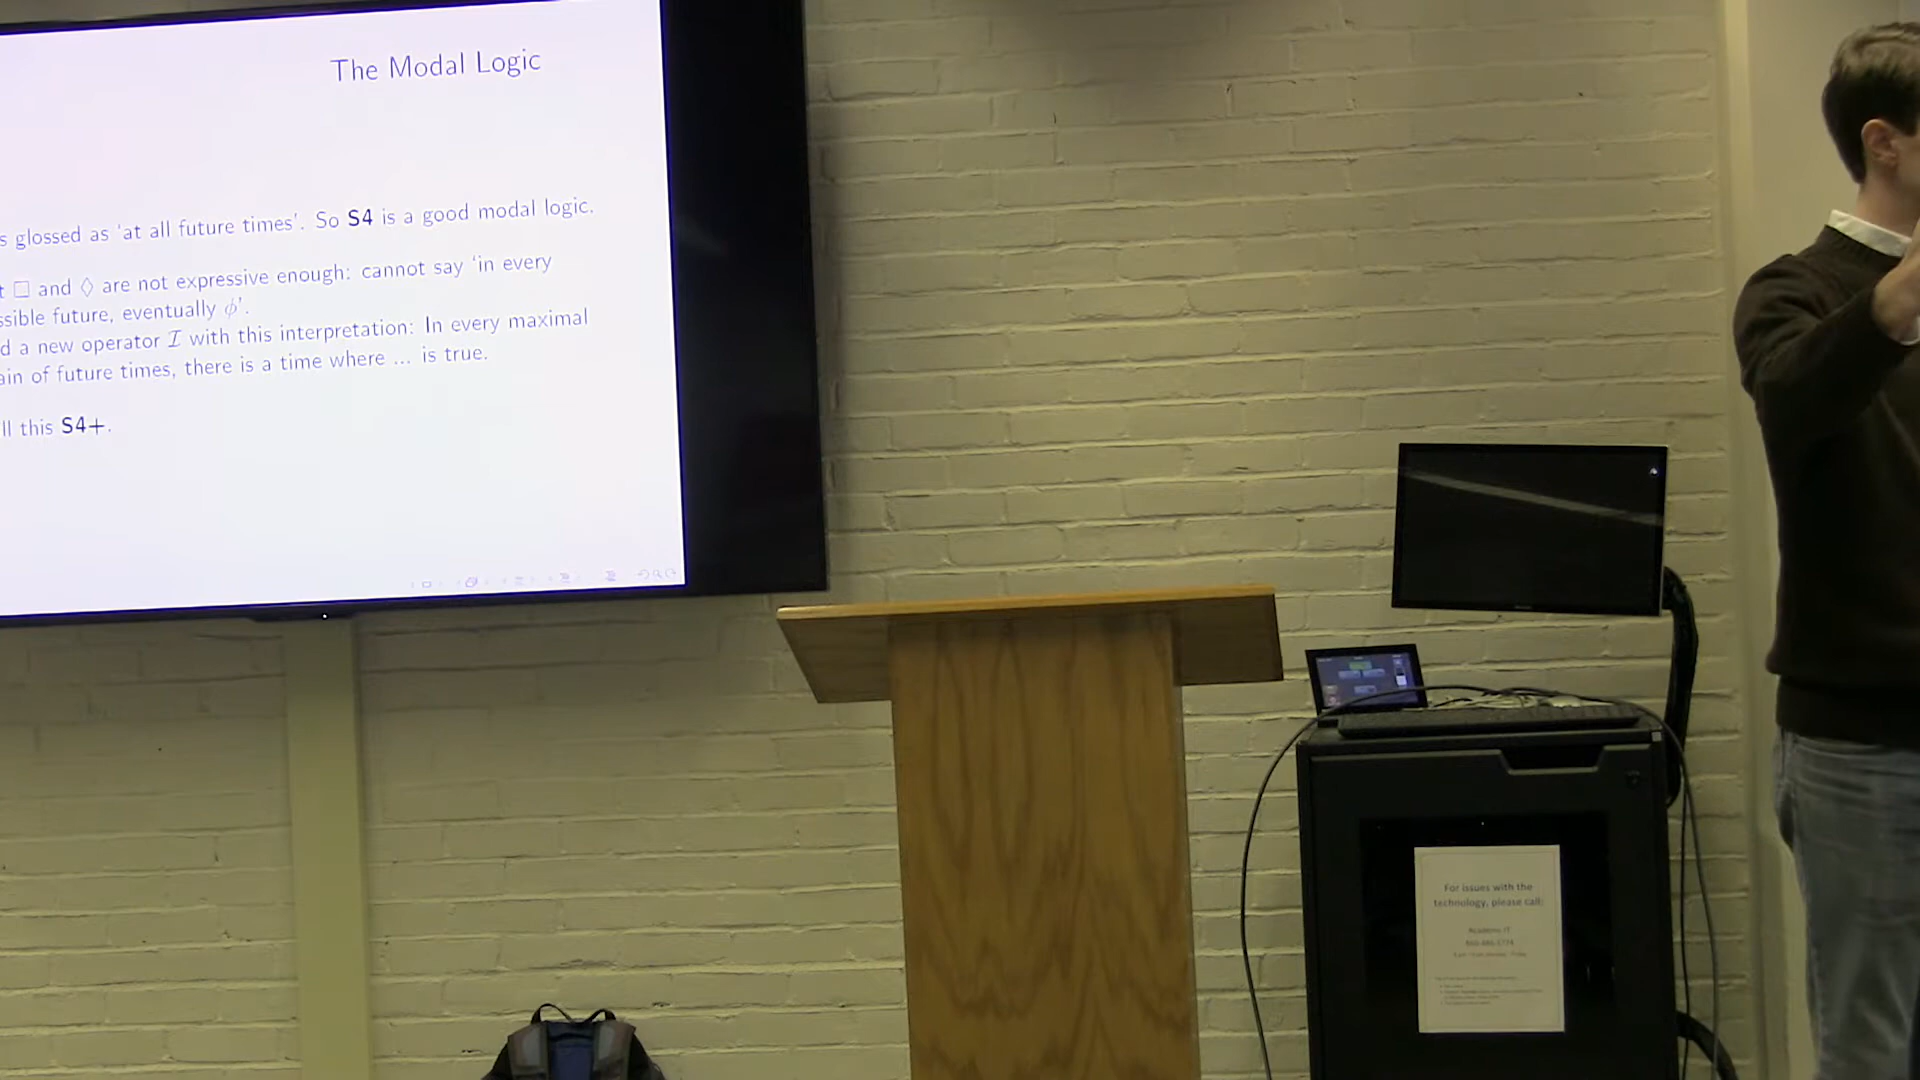 The Modal Logic
s glossed as 'at all future times'. So S4 is a good modal logic.
t □ and ◇ are not expressive enough: cannot say 'in every
ssible future, eventually ϕ'.
d a new operator ℐ with this interpretation: In every maximal
ain of future times, there is a time where ... is true.
ll this S4+.
For issues with the
technology, please call:
Academy IT